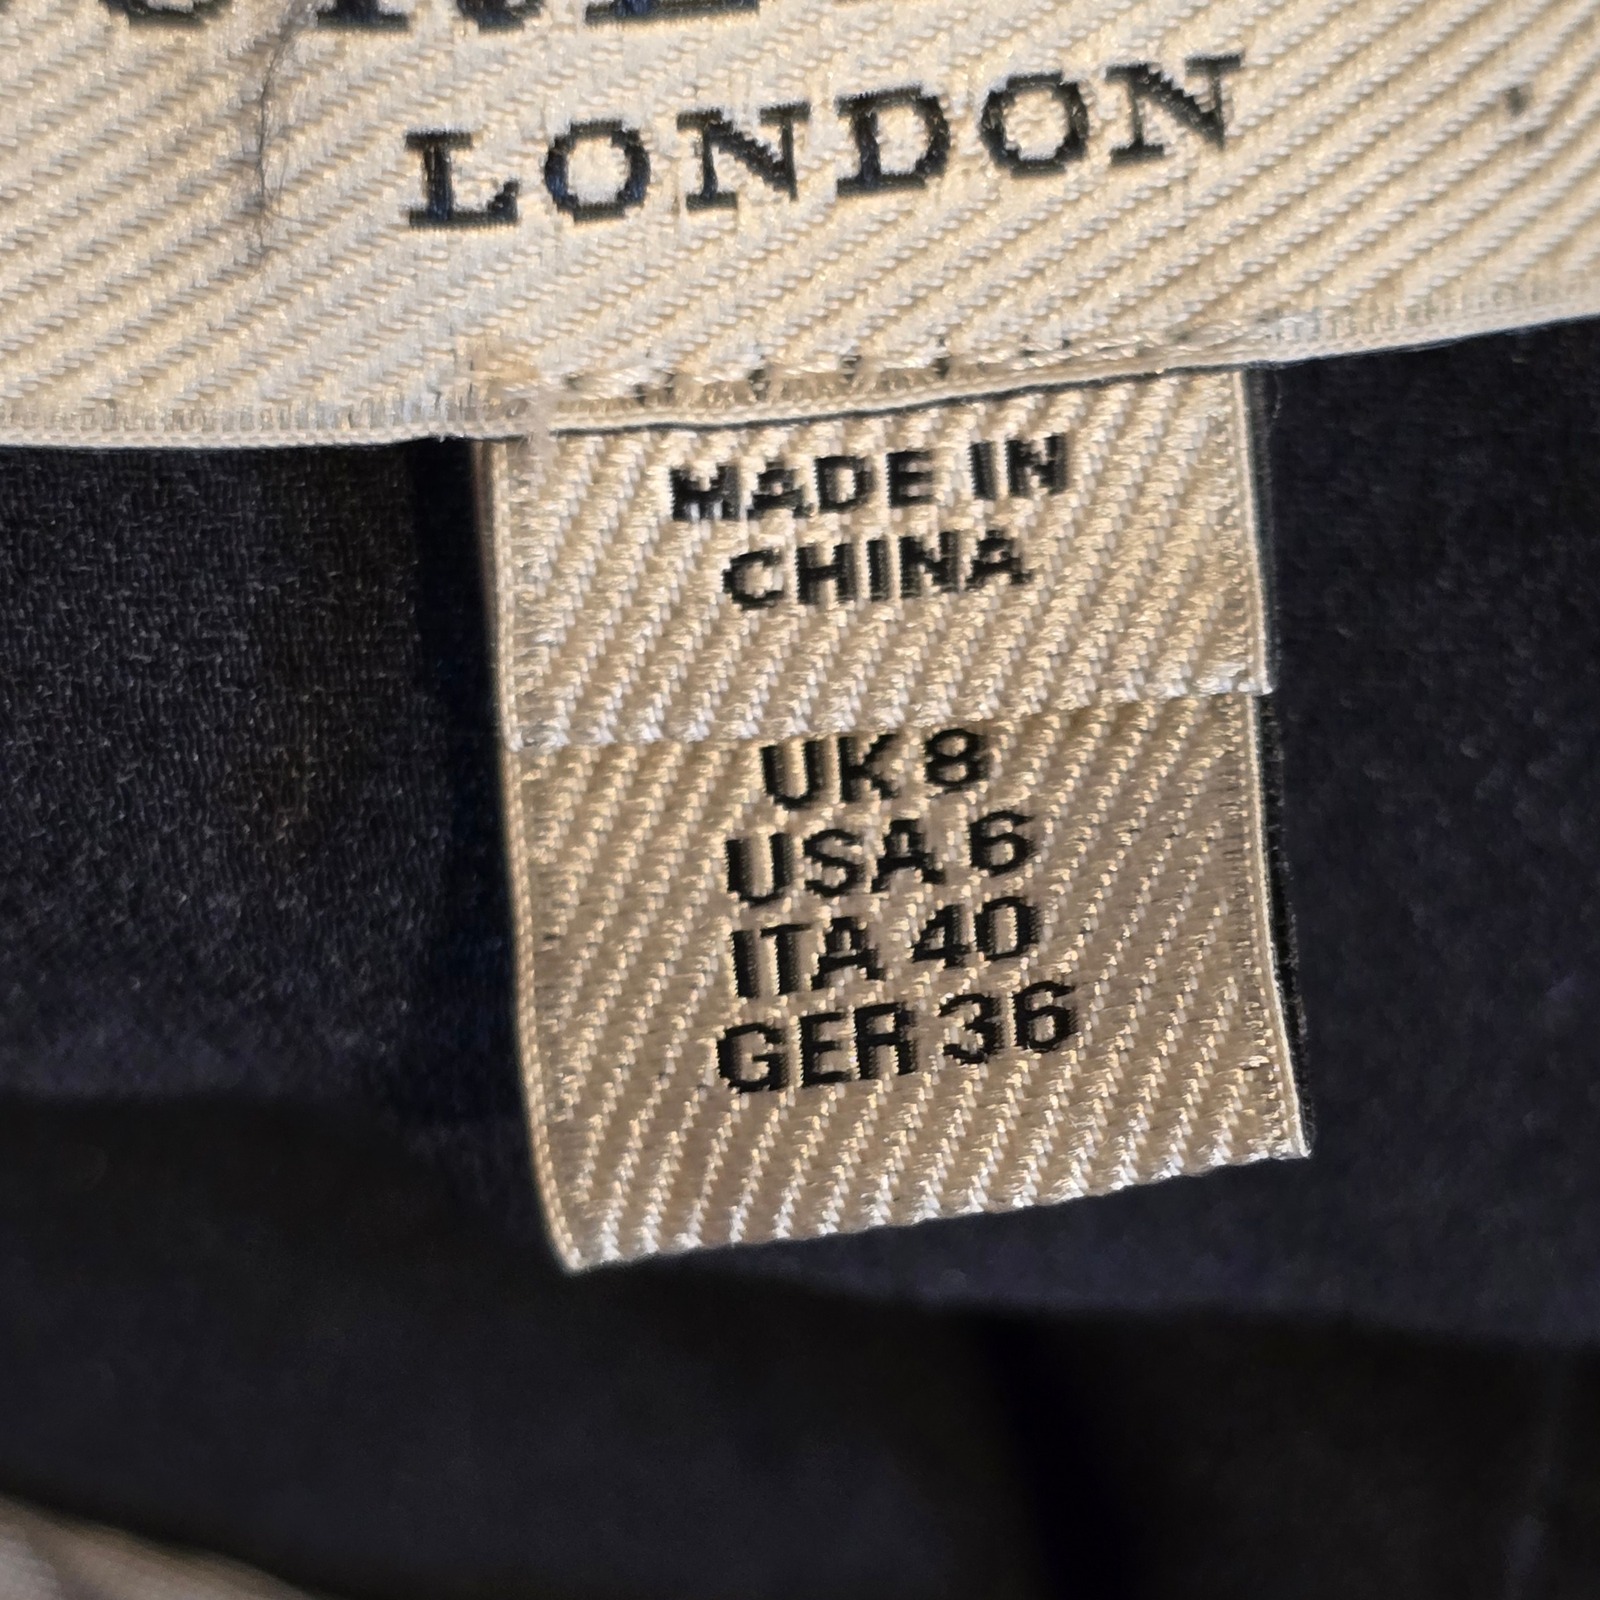 LONDON
MADE IN
CHINA
UK 8
USA 6
ITA 40
GER 36